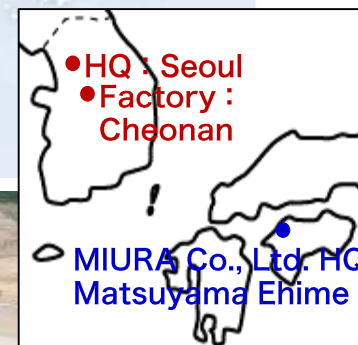 HQ : Seoul
Factory :
Cheonan
MIURA Co., Ltd. HQ
Matsuyama Ehime